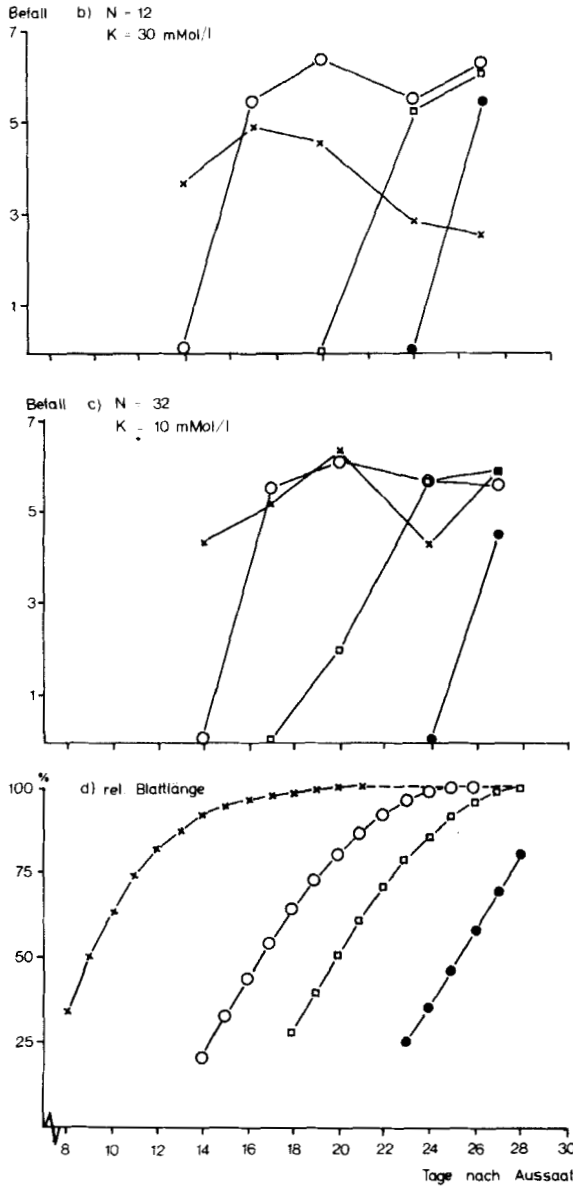 Befall b) N - 12
K = 30 mMol/l
7
5
3
1
Befall c) N - 32
K - 10 mMol/l
7
5
3
1
%
100
d) rel. Blattlänge
75
50
25
8 10 12 14 16 18 20 22 24 26 28 30
Tage nach Aussaat